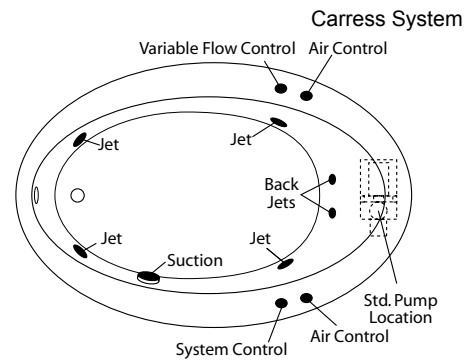 Carress System
Variable Flow Control
Air Control
Jet
Jet
Back
Jets
Jet
Suction
Jet
Std. Pump
Location
Air Control
System Control